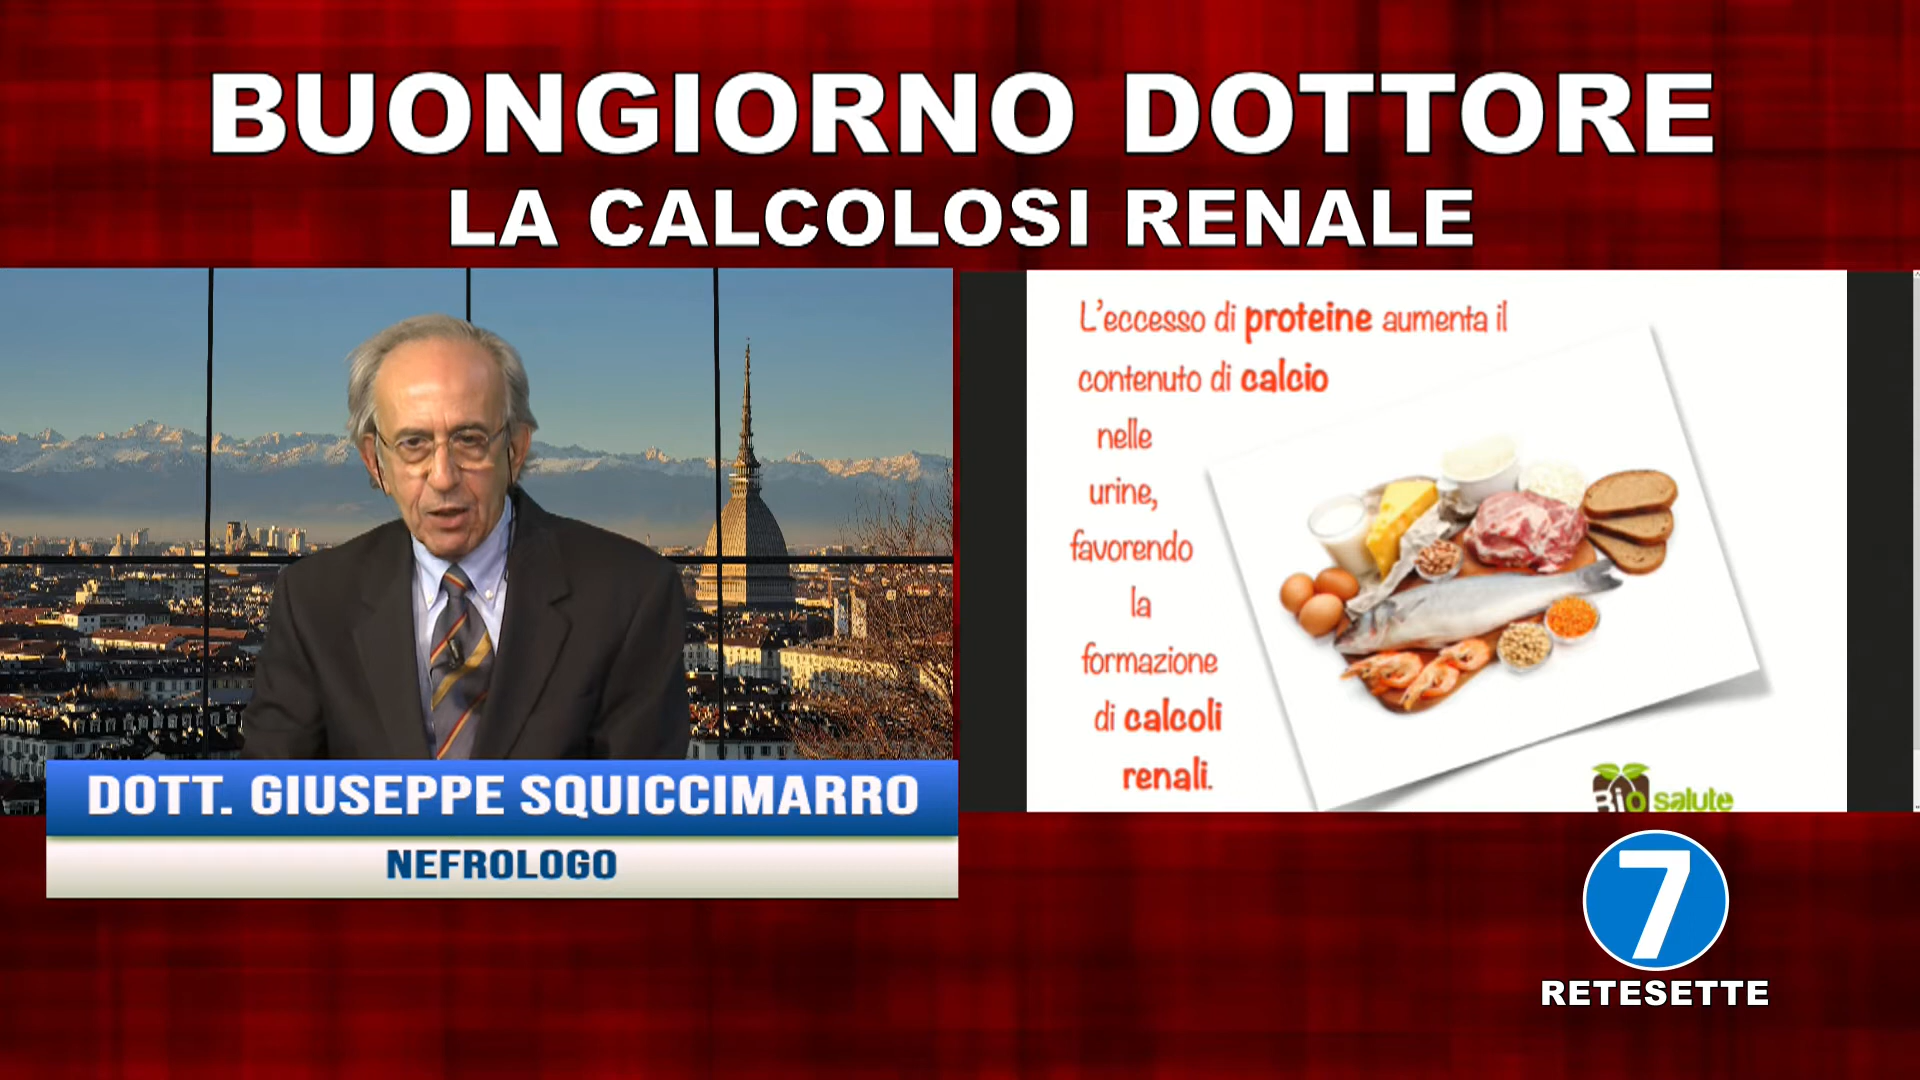 BUONGIORNO DOTTORE
LA CALCOLOSI RENALE
L'eccesso di proteine aumenta il
contenuto di calcio
nelle
urine,
favorendo
la
formazione
di calcoli
renali.
Bio salute
DOTT. GIUSEPPE SQUICCIMARRO
NEFROLOGO
7
RETESETTE